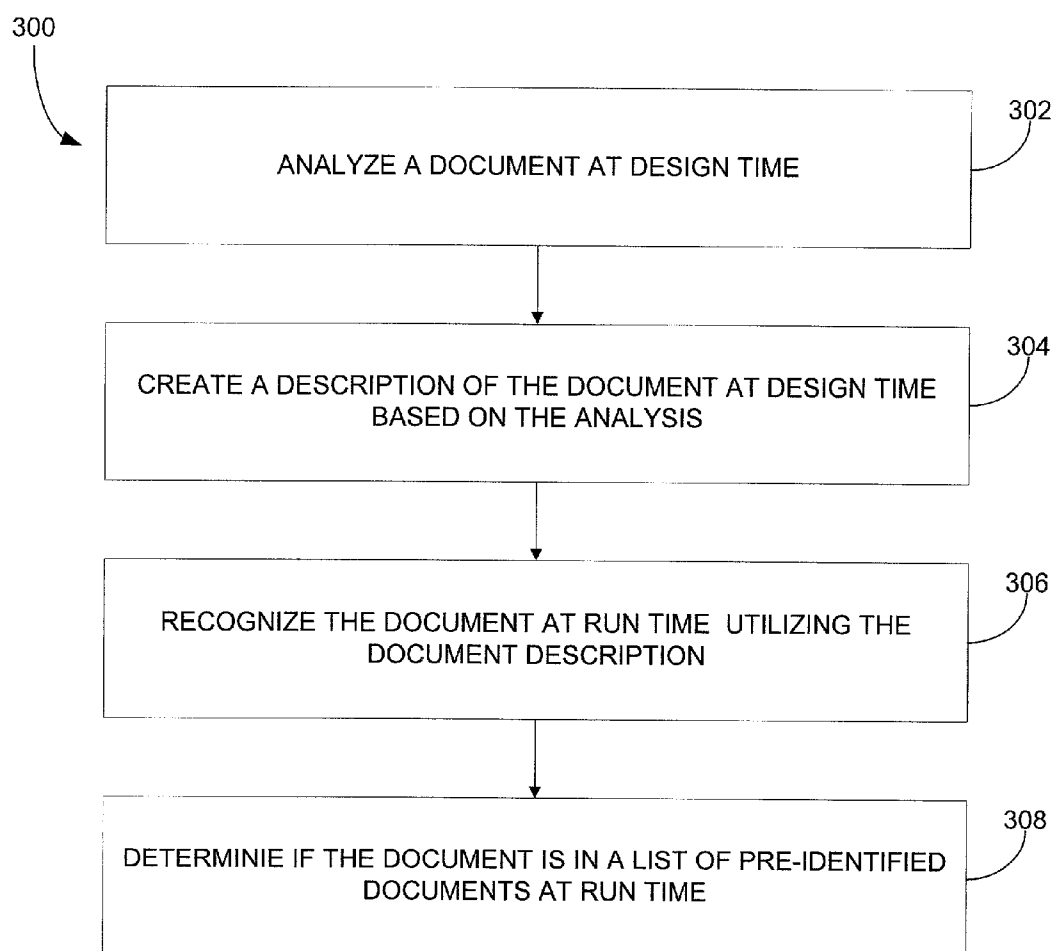 300
302
ANALYZE A DOCUMENT AT DESIGN TIME
304
CREATE A DESCRIPTION OF THE DOCUMENT AT DESIGN TIME
BASED ON THE ANALYSIS
306
RECOGNIZE THE DOCUMENT AT RUN TIME UTILIZING THE
DOCUMENT DESCRIPTION
308
DETERMINIE IF THE DOCUMENT IS IN A LIST OF PRE-IDENTIFIED
DOCUMENTS AT RUN TIME